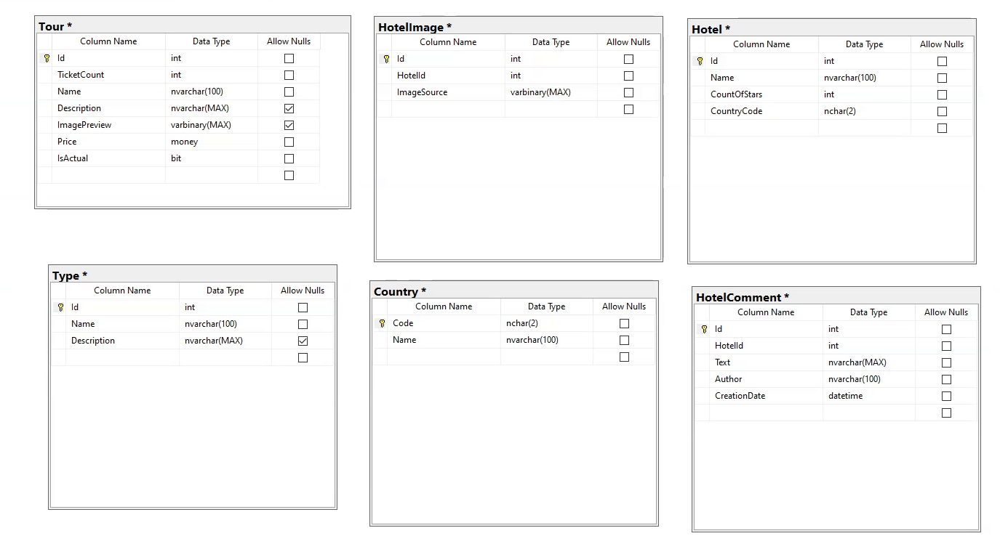 Tour *
Column Name Data Type Allow Nulls
Id int
TicketCount int
Name nvarchar(100)
Description nvarchar(MAX)
ImagePreview varbinary(MAX)
Price money
IsActual bit
HotelImage *
Column Name Data Type Allow Nulls
Id int
HotelId int
ImageSource varbinary(MAX)
Hotel *
Column Name Data Type Allow Nulls
Id int
Name nvarchar(100)
CountOfStars int
CountryCode nchar(2)
Type *
Column Name Data Type Allow Nulls
Id int
Name nvarchar(100)
Description nvarchar(MAX)
Country *
Column Name Data Type Allow Nulls
Code nchar(2)
Name nvarchar(100)
HotelComment *
Column Name Data Type Allow Nulls
Id int
HotelId int
Text nvarchar(MAX)
Author nvarchar(100)
CreationDate datetime